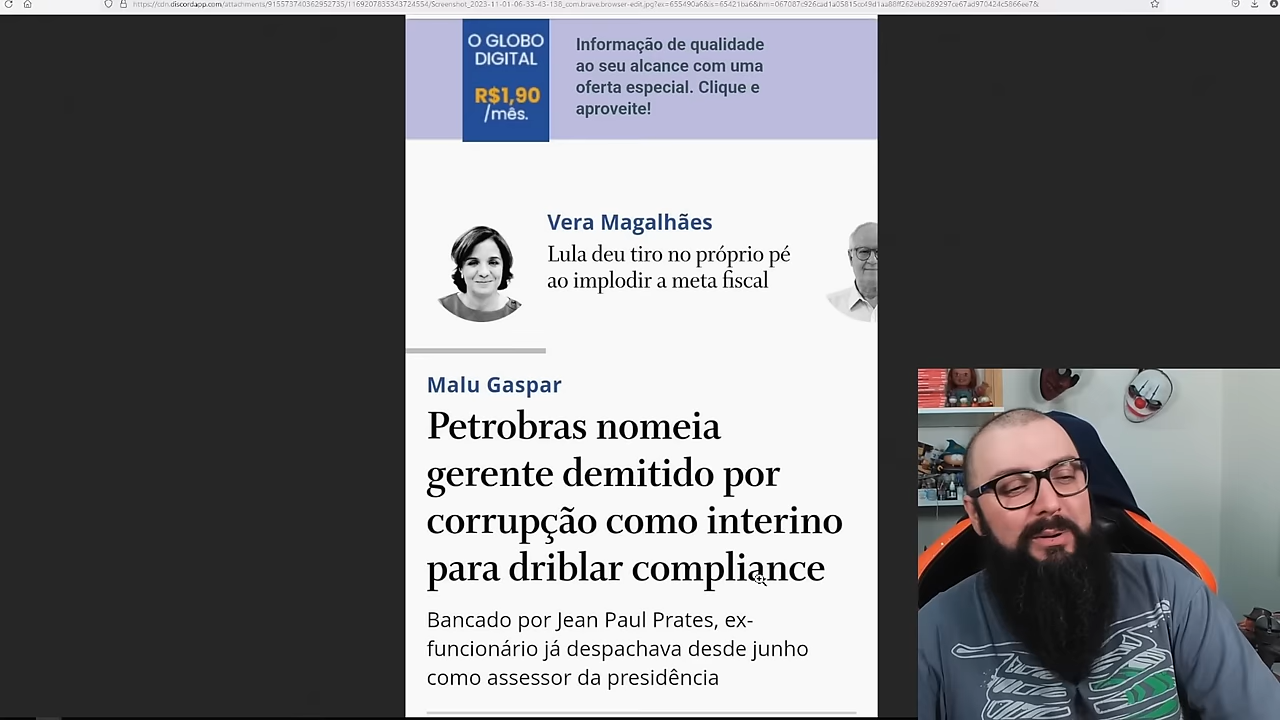 O GLOBO
DIGITAL
R$1,90
/mês.
Informação de qualidade
ao seu alcance com uma
oferta especial. Clique e
aproveite!
Vera Magalhães
Lula deu tiro no próprio pé
ao implodir a meta fiscal
Malu Gaspar
Petrobras nomeia
gerente demitido por
corrupção como interino
para driblar compliance
Bancado por Jean Paul Prates, ex-
funcionário já despachava desde junho
como assessor da presidência